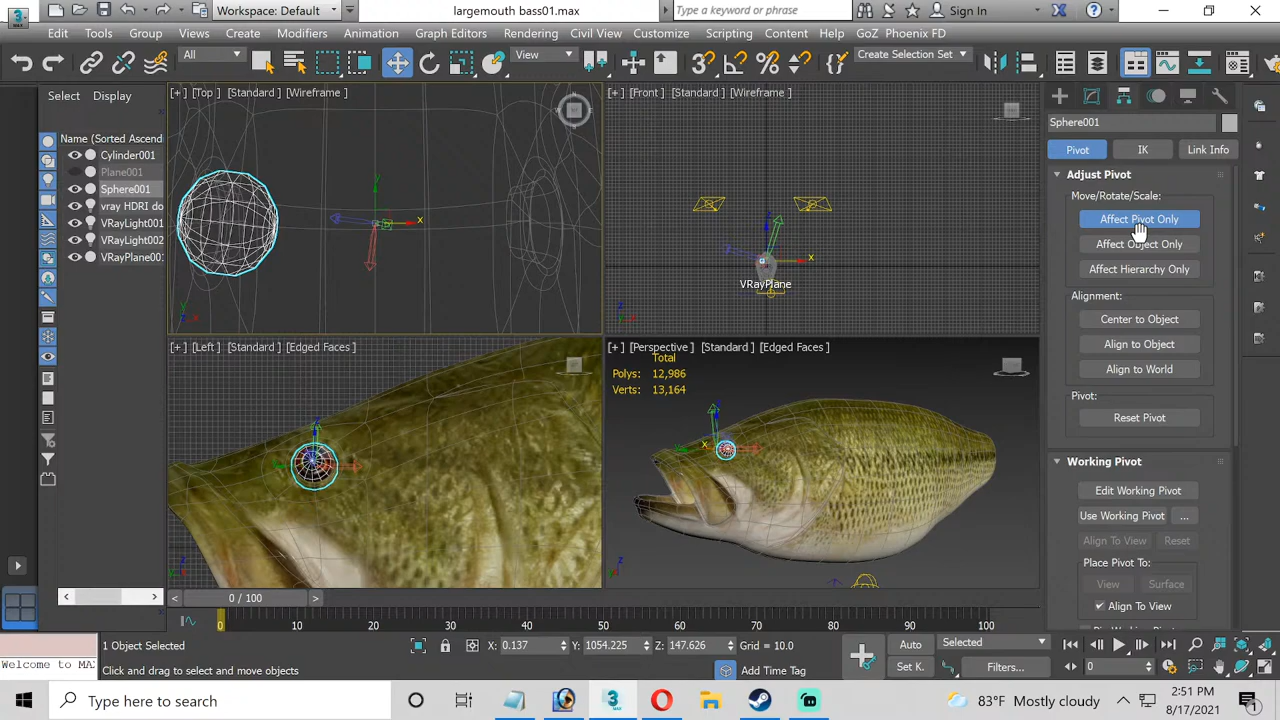 Workspace: Default
largemouth bass01.max
Type a keyword or phrase
Sign In
Edit Tools Group Views Create Modifiers Animation Graph Editors Rendering Civil View Customize Scripting Content Help GoZ Phoenix FD
All
View
Create Selection Set
Select Display
Name (Sorted Ascend
Cylinder001
Plane001
Sphere001
vray HDRI do
VRayLight001
VRayLight002
VRayPlane00
[+] [Top] [Standard] [Wireframe]
[+] [Front] [Standard] [Wireframe]
VRayPlane
[+] [Left] [Standard] [Edged Faces]
[+] [Perspective] [Standard] [Edged Faces]
Total
Polys: 12,986
Verts: 13,164
Sphere001
Pivot IK Link Info
Adjust Pivot
Move/Rotate/Scale:
Affect Pivot Only
Affect Object Only
Affect Hierarchy Only
Alignment:
Center to Object
Align to Object
Align to World
Pivot:
Reset Pivot
Working Pivot
Edit Working Pivot
Use Working Pivot ...
Align To View Reset
Place Pivot To:
View Surface
Align To View
0 / 100
0 10 20 30 40 50 60 70 80 90 100
1 Object Selected
X: 0.137 Y: 1054.225 Z: 147.626 Grid = 10.0
Auto Selected
Welcome to MA
Click and drag to select and move objects
Add Time Tag
Set K. Filters...
0
Type here to search
83°F Mostly cloudy
2:51 PM
8/17/2021